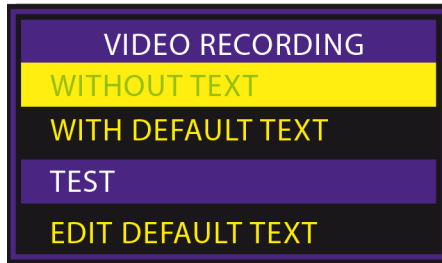 VIDEO RECORDING
WITHOUT TEXT
WITH DEFAULT TEXT
TEST
EDIT DEFAULT TEXT